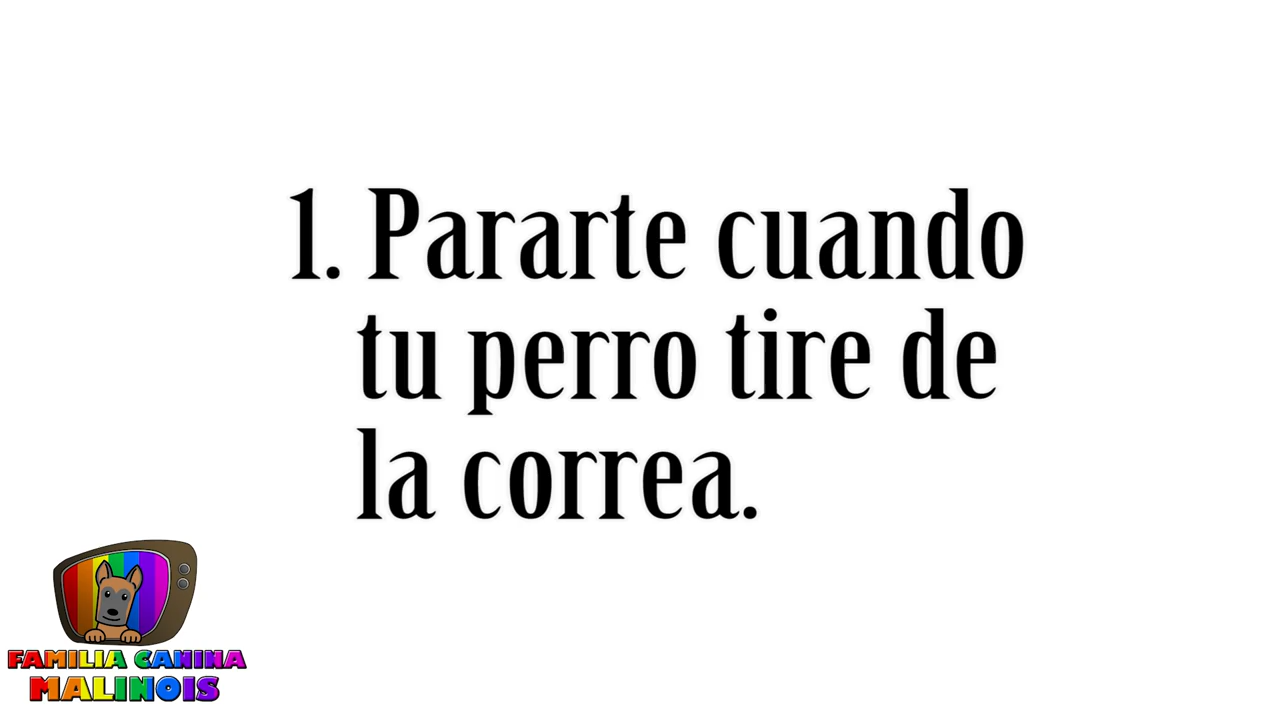 1. Pararte cuando
tu perro tire de
la correa.
FAMILIA CANINA
MALINOIS